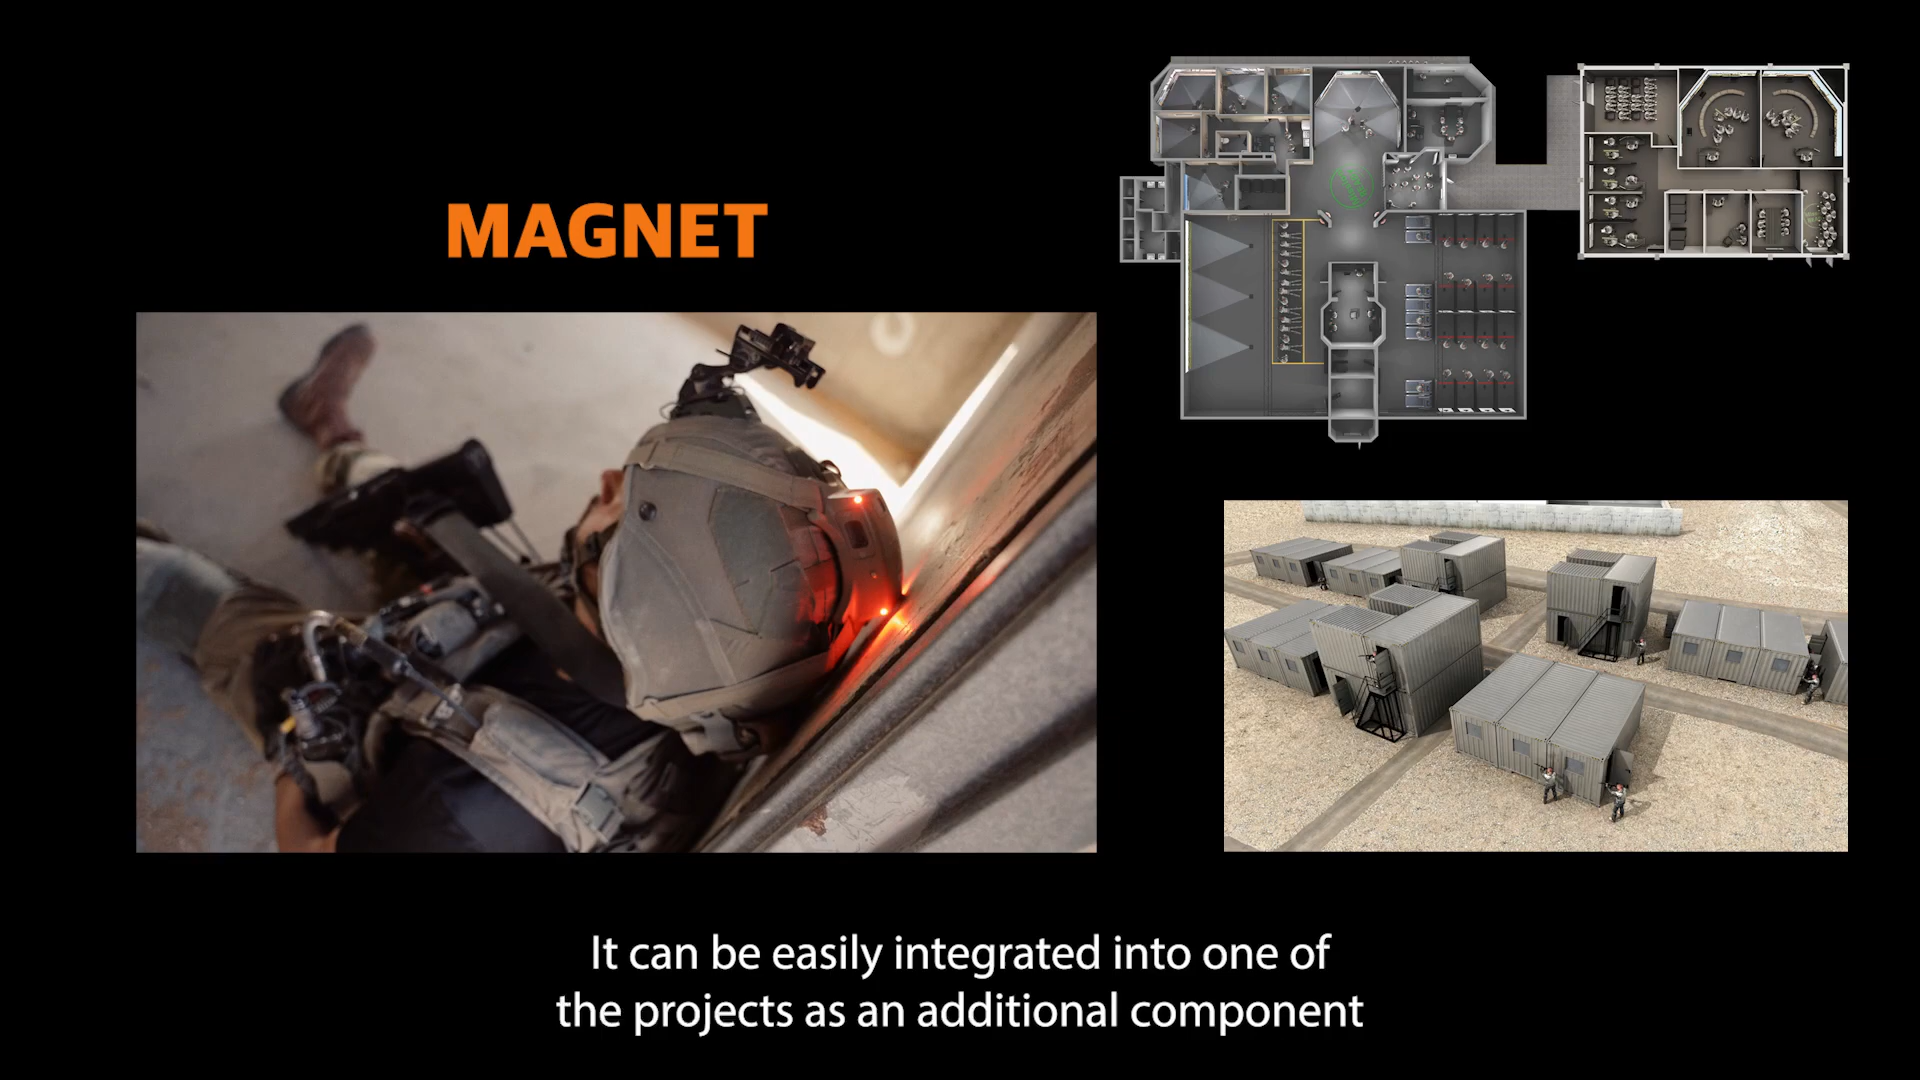 MAGNET
It can be easily integrated into one of
the projects as an additional component